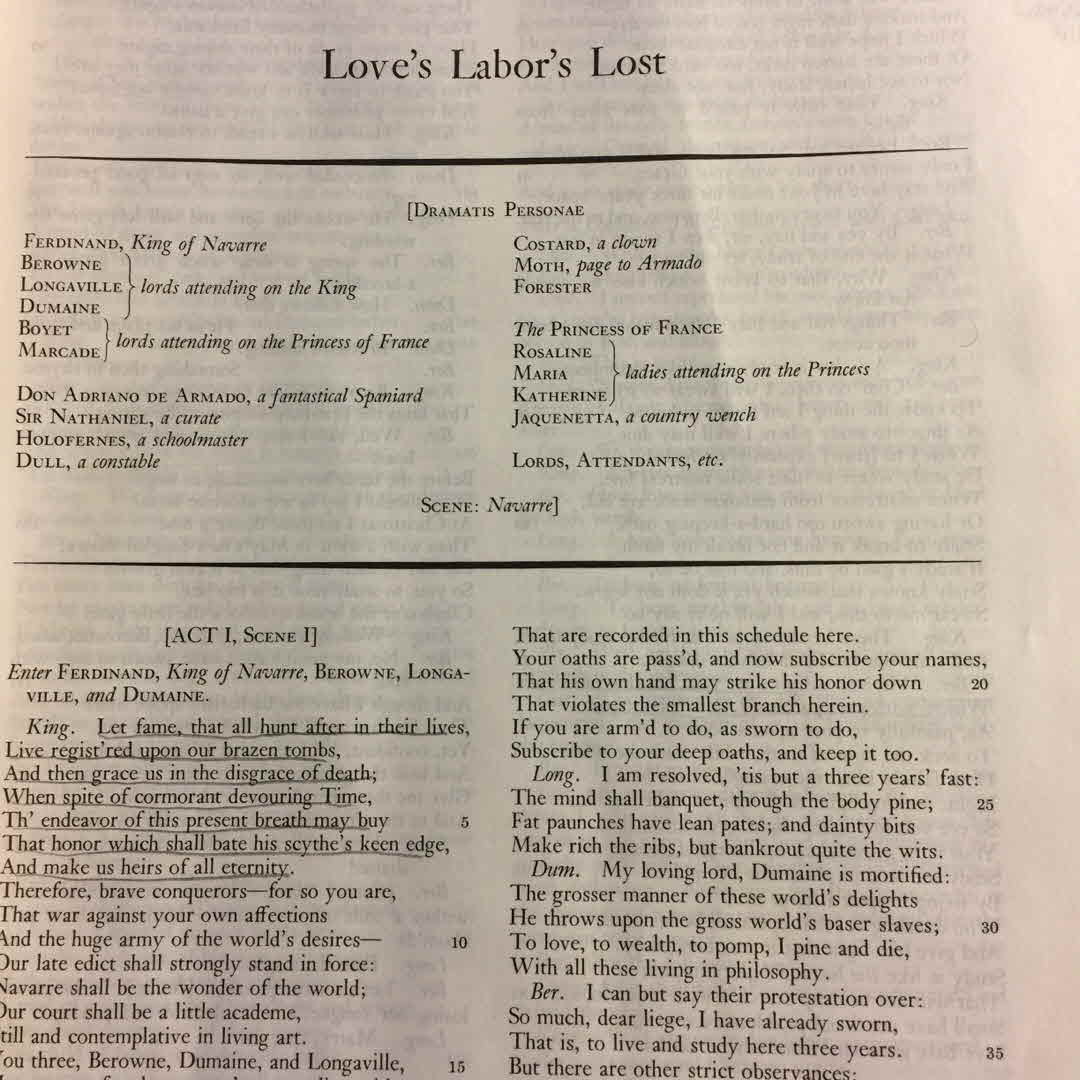 Love's Labor's Lost
[DRAMATIS PERSONAE
FERDINAND, King of Navarre
BEROWNE
LONGAVILLE
DUMAINE
lords attending on the King
BOYET
MARCADE
lords attending on the Princess of France
DON ADRIANO DE ARMADO, a fantastical Spaniard
SIR NATHANIEL, a curate
HOLOFERNES, a schoolmaster
DULL, a constable
COSTARD, a clown
MOTH, page to Armado
FORESTER
The PRINCESS OF FRANCE
ROSALINE
MARIA
KATHERINE
ladies attending on the Princess
JAQUENETTA, a country wench
LORDS, ATTENDANTS, etc.
SCENE: Navarre]
[ACT I, SCENE I]
Enter FERDINAND, King of Navarre, BEROWNE, LONGA-
VILLE, and DUMAINE.
King. Let fame, that all hunt after in their lives,
Live regist'red upon our brazen tombs,
And then grace us in the disgrace of death;
When spite of cormorant devouring Time,
Th' endeavor of this present breath may buy 5
That honor which shall bate his scythe's keen edge,
And make us heirs of all eternity.
Therefore, brave conquerors—for so you are,
That war against your own affections
And the huge army of the world's desires— 10
Our late edict shall strongly stand in force:
Navarre shall be the wonder of the world;
Our court shall be a little academe,
till and contemplative in living art.
You three, Berowne, Dumaine, and Longaville, 15
That are recorded in this schedule here.
Your oaths are pass'd, and now subscribe your names,
That his own hand may strike his honor down 20
That violates the smallest branch herein.
If you are arm'd to do, as sworn to do,
Subscribe to your deep oaths, and keep it too.
Long. I am resolved, 'tis but a three years' fast:
The mind shall banquet, though the body pine; 25
Fat paunches have lean pates; and dainty bits
Make rich the ribs, but bankrout quite the wits.
Dum. My loving lord, Dumaine is mortified:
The grosser manner of these world's delights
He throws upon the gross world's baser slaves; 30
To love, to wealth, to pomp, I pine and die,
With all these living in philosophy.
Ber. I can but say their protestation over:
So much, dear liege, I have already sworn,
That is, to live and study here three years. 35
But there are other strict observances: